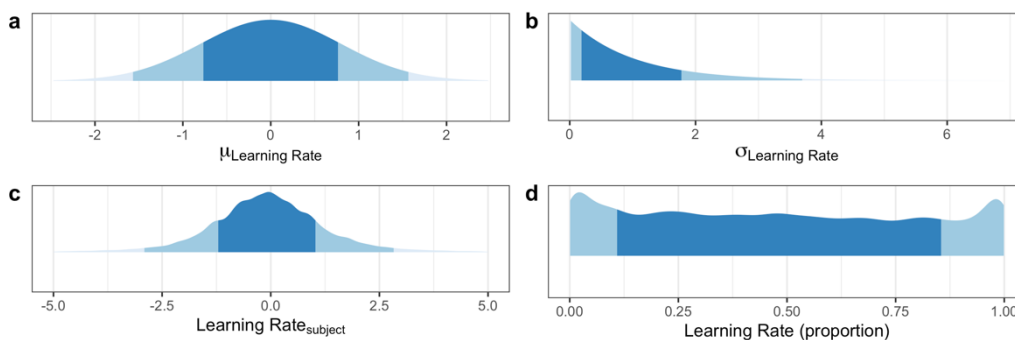 a
-2 -1 0 1 2
μLearning Rate
b
0 2 4 6
σLearning Rate
c
-5.0 -2.5 0.0 2.5 5.0
Learning Ratesubject
d
0.00 0.25 0.50 0.75 1.00
Learning Rate (proportion)